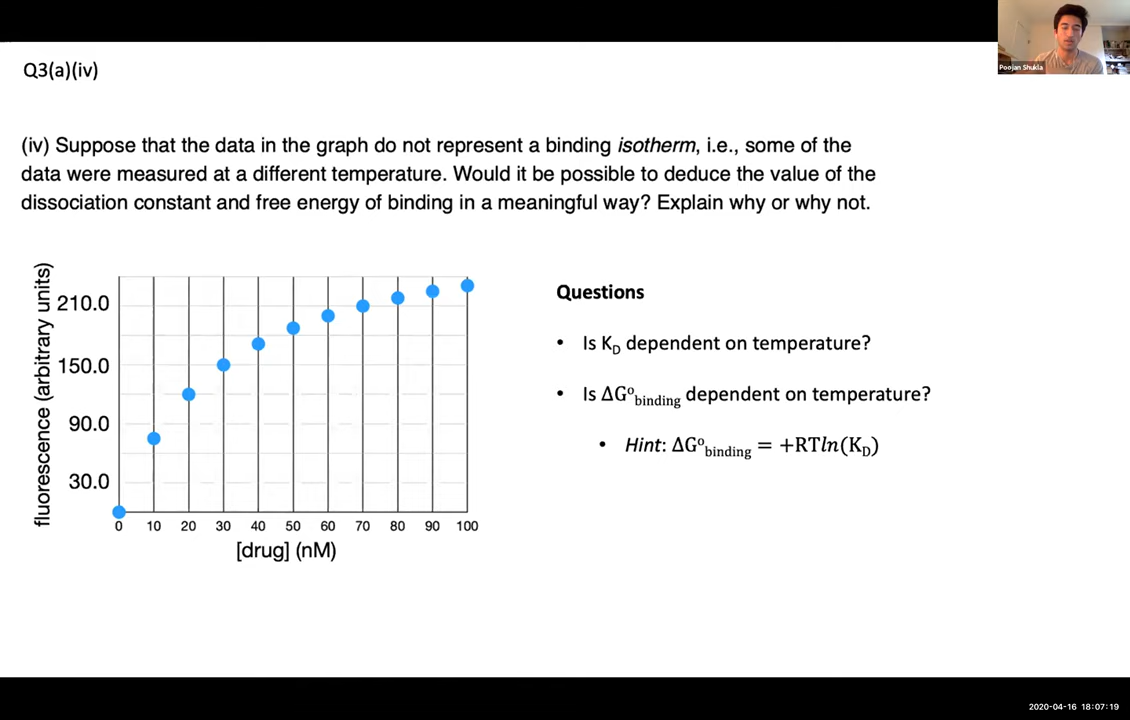 Poojan Shukla
Q3(a)(iv)
(iv) Suppose that the data in the graph do not represent a binding isotherm, i.e., some of the
data were measured at a different temperature. Would it be possible to deduce the value of the
dissociation constant and free energy of binding in a meaningful way? Explain why or why not.
fluorescence (arbitrary units)
210.0
150.0
90.0
30.0
0 10 20 30 40 50 60 70 80 90 100
[drug] (nM)
Questions
• Is K_D dependent on temperature?
• Is ΔG°_binding dependent on temperature?
• Hint: ΔG°_binding = +RTln(K_D)
2020-04-16 18:07:19